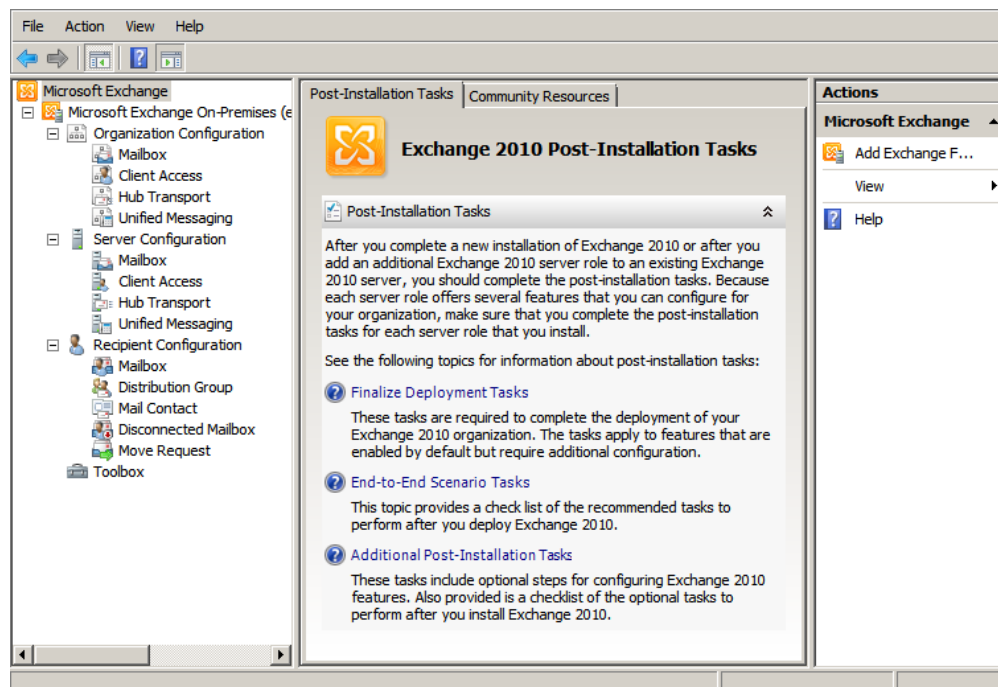 File Action View Help
Microsoft Exchange
Microsoft Exchange On-Premises (e
Organization Configuration
Mailbox
Client Access
Hub Transport
Unified Messaging
Server Configuration
Mailbox
Client Access
Hub Transport
Unified Messaging
Recipient Configuration
Mailbox
Distribution Group
Mail Contact
Disconnected Mailbox
Move Request
Toolbox
Post-Installation Tasks Community Resources
Exchange 2010 Post-Installation Tasks
Post-Installation Tasks
After you complete a new installation of Exchange 2010 or after you
add an additional Exchange 2010 server role to an existing Exchange
2010 server, you should complete the post-installation tasks. Because
each server role offers several features that you can configure for
your organization, make sure that you complete the post-installation
tasks for each server role that you install.
See the following topics for information about post-installation tasks:
Finalize Deployment Tasks
These tasks are required to complete the deployment of your
Exchange 2010 organization. The tasks apply to features that are
enabled by default but require additional configuration.
End-to-End Scenario Tasks
This topic provides a check list of the recommended tasks to
perform after you deploy Exchange 2010.
Additional Post-Installation Tasks
These tasks include optional steps for configuring Exchange 2010
features. Also provided is a checklist of the optional tasks to
perform after you install Exchange 2010.
Actions
Microsoft Exchange
Add Exchange F...
View
Help